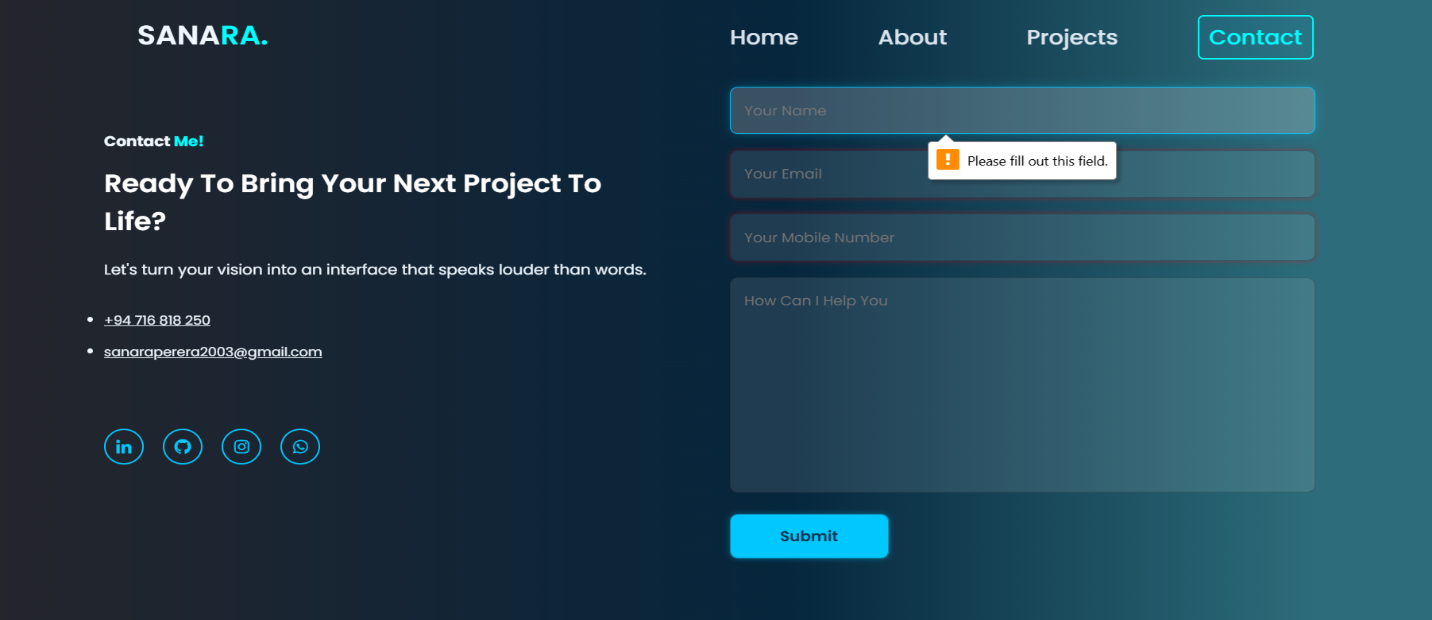 SANARA.
Home
About
Projects
Contact
Contact Me!
Ready To Bring Your Next Project To
Life?
Let's turn your vision into an interface that speaks louder than words.
+94 716 818 250
sanaraperera2003@gmail.com
in
Your Name
Please fill out this field.
Your Email
Your Mobile Number
How Can I Help You
Submit